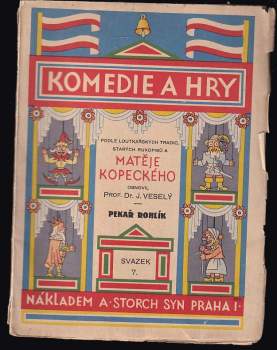 KOMEDIE A HRY
PODLE LOUTKÁŘSKÝCH TRADIC,
STARÝCH RUKOPISŮ A
MATĚJE
KOPECKÉHO
OBNOVIL
PROF. DR. J. VESELÝ
PEKAŘ ROHLÍK
SVAZEK
7.
NÁKLADEM A·STORCH SYN PRAHA I·